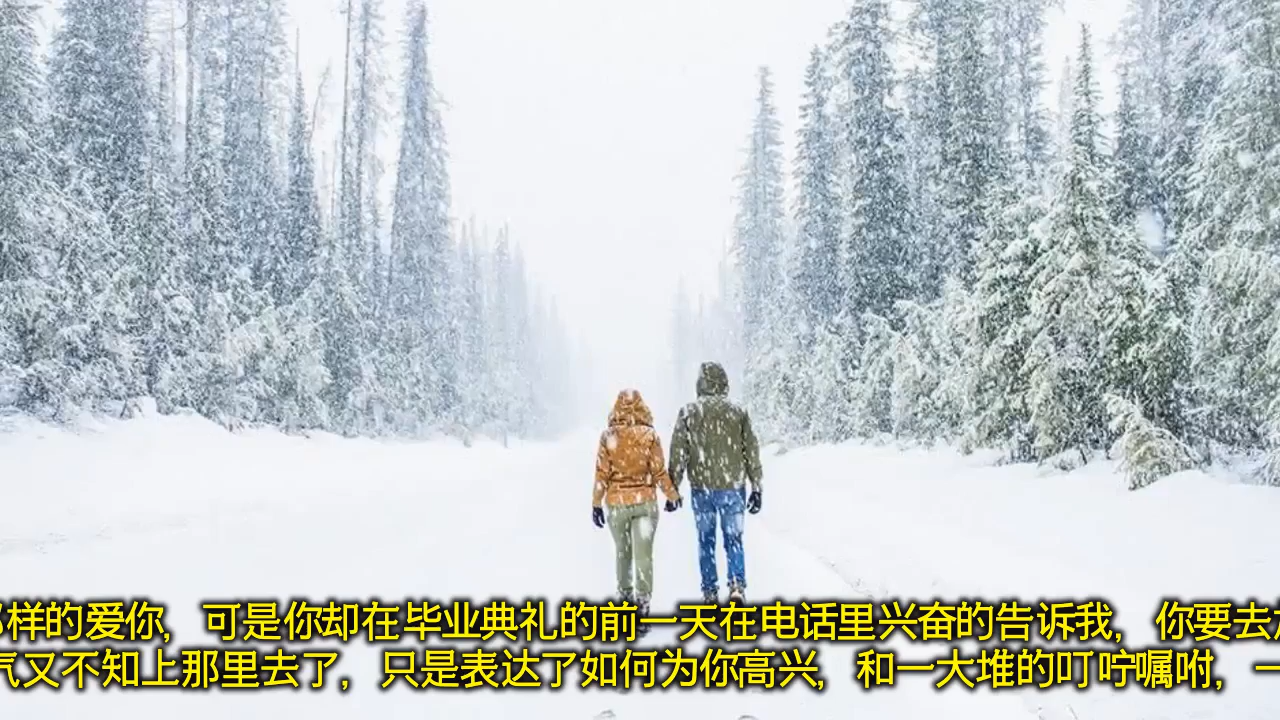 样的爱你,可是你却在毕业典礼的前一天在电话里兴奋的告诉我,你要去
气又不知上那里去了,只是表达了如何为你高兴,和一大堆的叮咛嘱咐,一